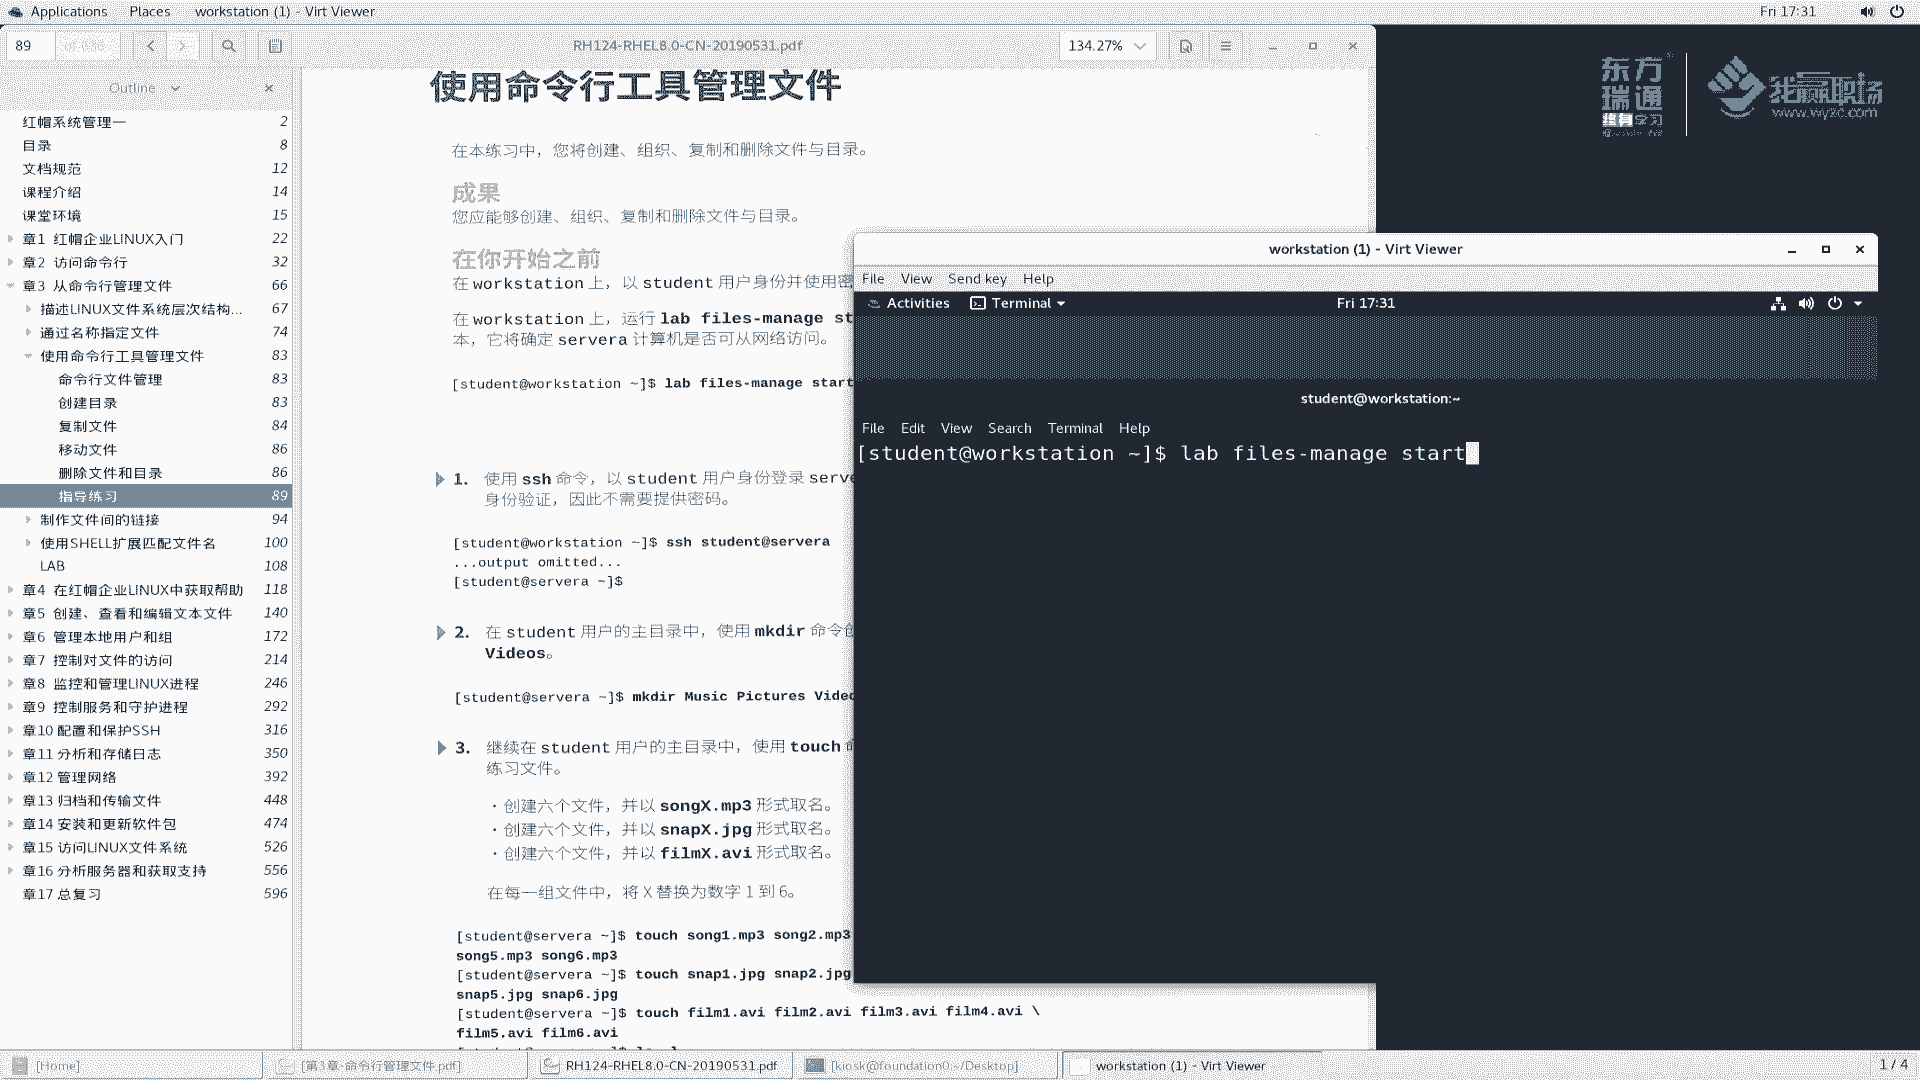 Applications Places workstation (1) - Virt Viewer Fri 17:31
89 of 636 RH124-RHEL8.0-CN-20190531.pdf 134.27%
Outline
红帽系统管理一 2
目录 8
文档规范 12
课程介绍 14
课堂环境 15
章1 红帽企业LINUX入门 22
章2 访问命令行 32
章3 从命令行管理文件 66
描述LINUX文件系统层次结构... 67
通过名称指定文件 74
使用命令行工具管理文件 83
命令行文件管理 83
创建目录 83
复制文件 84
移动文件 86
删除文件和目录 86
指导练习 89
制作文件间的链接 94
使用SHELL扩展匹配文件名 100
LAB 108
章4 在红帽企业LINUX中获取帮助 118
章5 创建、查看和编辑文本文件 140
章6 管理本地用户和组 172
章7 控制对文件的访问 214
章8 监控和管理LINUX进程 246
章9 控制服务和守护进程 292
章10 配置和保护SSH 316
章11 分析和存储日志 350
章12 管理网络 392
章13 归档和传输文件 448
章14 安装和更新软件包 474
章15 访问LINUX文件系统 526
章16 分析服务器和获取支持 556
章17 总复习 596
使用命令行工具管理文件
在本练习中，您将创建、组织、复制和删除文件与目录。
成果
您应能够创建、组织、复制和删除文件与目录。
在你开始之前
在 workstation 上，以 student 用户身份并使用密
在 workstation 上，运行 lab files-manage st
本，它将确定 servera 计算机是否可从网络访问。
[student@workstation ~]$ lab files-manage start
1. 使用 ssh 命令，以 student 用户身份登录 serve
身份验证，因此不需要提供密码。
[student@workstation ~]$ ssh student@servera
...output omitted...
[student@servera ~]$
2. 在 student 用户的主目录中，使用 mkdir 命令创
Videos。
[student@servera ~]$ mkdir Music Pictures Video
3. 继续在 student 用户的主目录中，使用 touch 命
练习文件。
· 创建六个文件，并以 songX.mp3 形式取名。
· 创建六个文件，并以 snapX.jpg 形式取名。
· 创建六个文件，并以 filmX.avi 形式取名。
在每一组文件中，将 X 替换为数字 1 到 6。
[student@servera ~]$ touch song1.mp3 song2.mp3
song5.mp3 song6.mp3
[student@servera ~]$ touch snap1.jpg snap2.jpg
snap5.jpg snap6.jpg
[student@servera ~]$ touch film1.avi film2.avi film3.avi film4.avi \
film5.avi film6.avi
东方
瑞通
终身学习
我赢职场
www.wyzc.com
workstation (1) - Virt Viewer
File View Send key Help
Activities Terminal Fri 17:31
student@workstation:~
File Edit View Search Terminal Help
[student@workstation ~]$ lab files-manage start
[Home] [第3章-命令行管理文件.pdf] RH124-RHEL8.0-CN-20190531.pdf [kiosk@foundation0:~/Desktop] workstation (1) - Virt Viewer 1 / 4